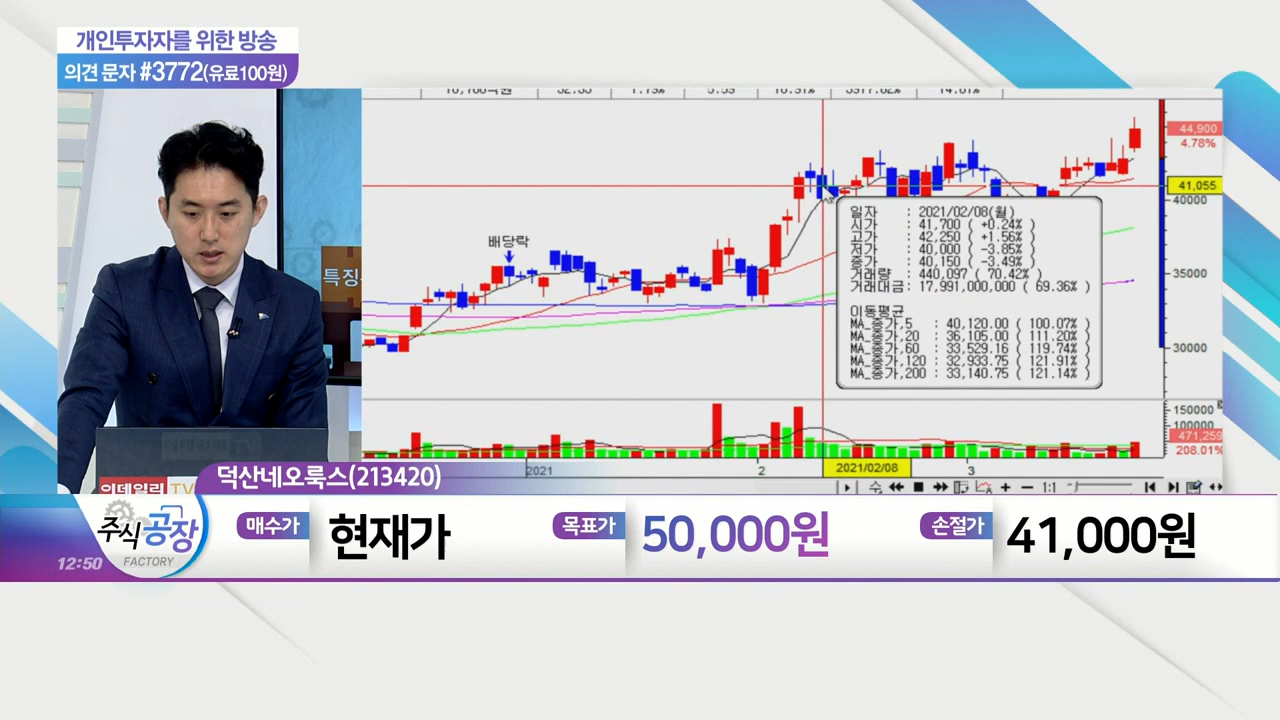 개인투자자를 위한 방송
의견 문자 #3772(유료100원)
특징
44,900
4.78%
41,055
40000
35000
30000
배당락
일자 : 2021/02/08(월)
시가 : 41,700 ( +0.24% )
고가 : 42,250 ( +1.56% )
저가 : 40,000 ( -3.85% )
종가 : 40,150 ( -3.49% )
거래량 : 440,097 ( 70.42% )
거래대금: 17,991,000,000 ( 69.36% )
이동평균
MA_종가,5 : 40,120.00 ( 100.07% )
MA_종가,20 : 36,105.00 ( 111.20% )
MA_종가,60 : 33,529.16 ( 119.74% )
MA_종가,120 : 32,933.75 ( 121.91% )
MA_종가,200 : 33,140.75 ( 121.14% )
150000
100000
471,259
208.01%
2021
2
2021/02/08
3
1:1
이데일리 TV
덕산네오룩스(213420)
주식공장
FACTORY
12:50
매수가
현재가
목표가
50,000원
손절가
41,000원